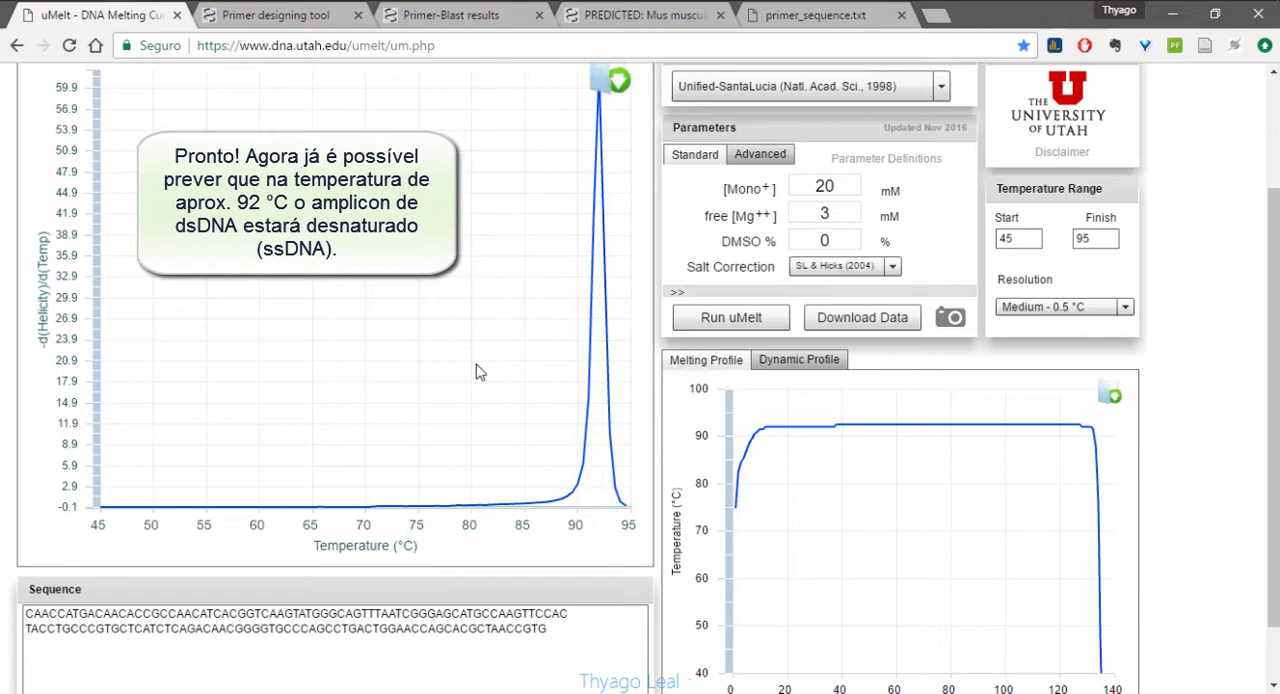 uMelt - DNA Melting Cu
Primer designing tool
Primer-Blast results
PREDICTED: Mus muscul
primer_sequence.txt
Thyago
Seguro
https://www.dna.utah.edu/umelt/um.php
59.9
56.9
53.9
50.9
47.9
44.9
41.9
38.9
35.9
32.9
29.9
26.9
23.9
20.9
17.9
14.9
11.9
8.9
5.9
2.9
-0.1
-d(Helicity)/d(Temp)
45 50 55 60 65 70 75 80 85 90 95
Temperature (°C)
Pronto! Agora já é possível
prever que na temperatura de
aprox. 92 °C o amplicon de
dsDNA estará desnaturado
(ssDNA).
Unified-SantaLucia (Natl. Acad. Sci., 1998)
Parameters Updated Nov 2016
Standard Advanced Parameter Definitions
[Mono+] 20 mM
free [Mg++] 3 mM
DMSO % 0 %
Salt Correction SL & Hicks (2004)
>>
Run uMelt Download Data
THE
UNIVERSITY
OF UTAH
Disclaimer
Temperature Range
Start Finish
45 95
Resolution
Medium - 0.5 °C
Melting Profile Dynamic Profile
100
90
80
70
60
50
40
Temperature (°C)
0 20 40 60 80 100 120 140
Sequence
CAACCATGACAACACCGCCAACATCACGGTCAAGTATGGGCAGTTTAATCGGGAGCATGCCAAGTTCCAC
TACCTGCCCGTGCTCATCTCAGACAACGGGGTGCCCAGCCTGACTGGAACCAGCACGCTAACCGTG
Thyago Leal